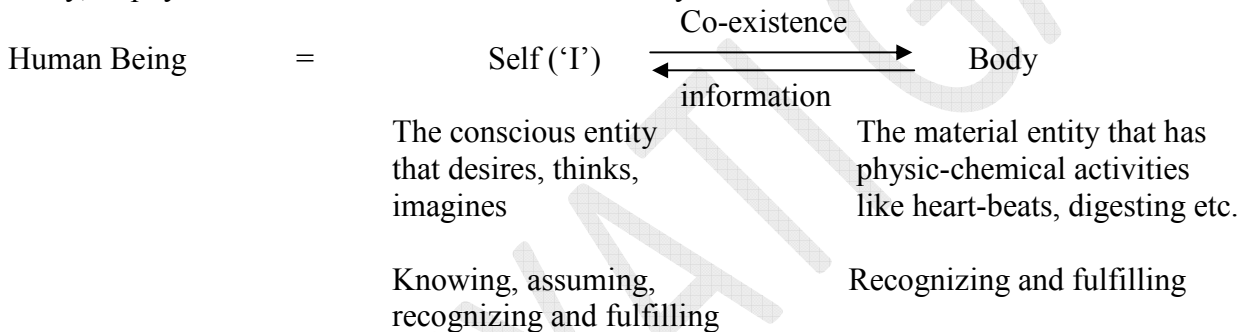 Co-existence
Human Being = Self (‘I’) Body
information
The conscious entity The material entity that has
that desires, thinks, physic-chemical activities
imagines like heart-beats, digesting etc.
Knowing, assuming, Recognizing and fulfilling
recognizing and fulfilling